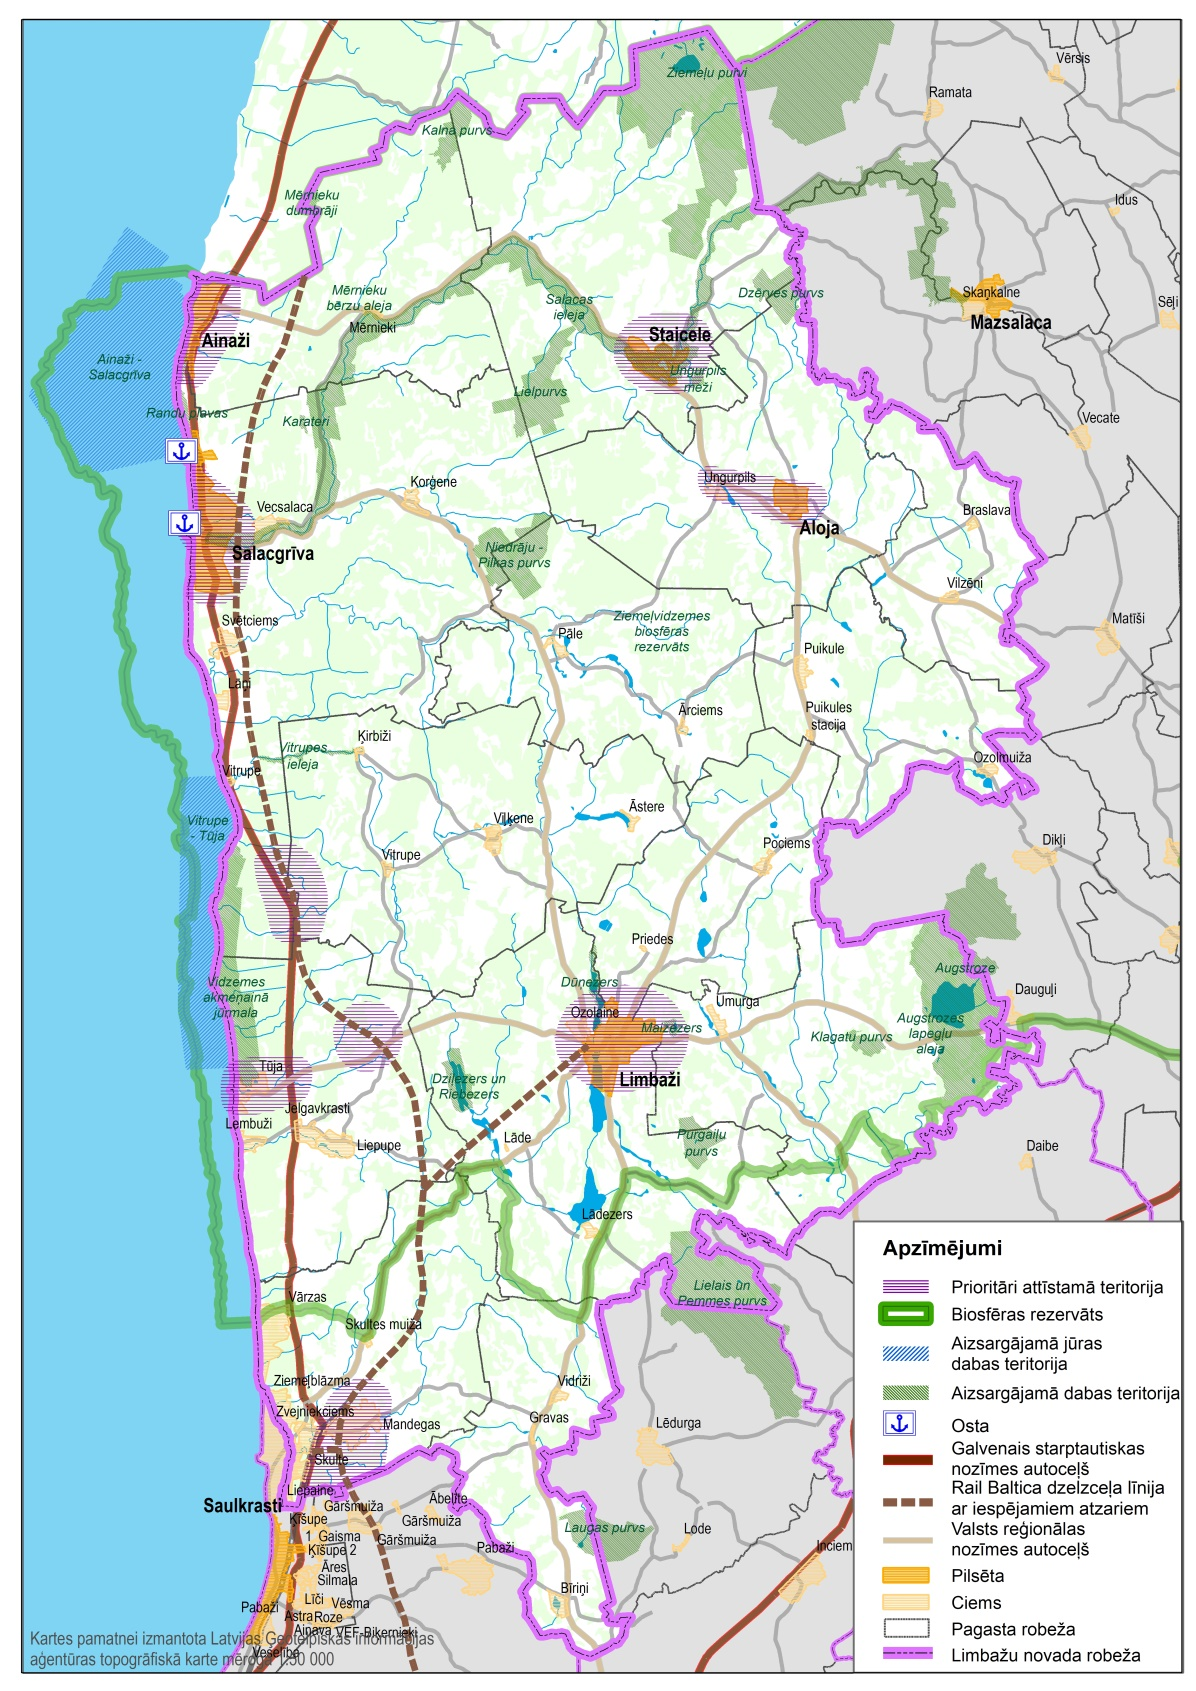 Vērsis
Ziemeļu purvi
Ramata
Kalna purvs
Mērnieku
dumbrāji
Idus
Mērnieku
bērzu aleja
Salacas
ieleja
Dzērves purvs
Skaņkalne
Sēļi
Mazsalaca
Mērnieki
Ainaži
Staicele
Ainaži -
Salacgrīva
Ungurpils
meži
Lielpurvs
Randu pļavas
Karateri
Vecate
Ungurpils
Korģene
Vecsalaca
Braslava
Aloja
Salacgrīva
Niedrāju -
Pilkas purvs
Vilzēni
Svētciems
Ziemeļvidzemes
biosfēras
rezervāts
Matīši
Pāle
Puikule
Lāņi
Ārciems
Puikules
stacija
Ķirbiži
Vitrupes
ieleja
Ozolmuiža
Vitrupe
Vitrupe
- Tūja
Āstere
Viļķene
Pociems
Dikļi
Vitrupe
Priedes
Augstroze
Vidzemes
akmeņainā
jūrmala
Dūņezers
Dauguļi
Ozolaine
Umurga
Maizezers
Augstrozes
lapegļu
aleja
Klagatu purvs
Tūja
Dziļezers un
Riebezers
Limbaži
Jelgavkrasti
Lembuži
Liepupe
Lāde
Purgaiļu
purvs
Daibe
Lādezers
Lielais un
Pemmes purvs
Vārzas
Skultes muiža
Ziemeļblāzma
Vidriži
Zvejniekciems
Mandegas
Gravas
Lēdurga
Skulte
Liepaine
Saulkrasti
Gāršmuiža
Ābelīte
Ķīšupe
Gāršmuiža
1 Gaisma
Gāršmuiža
Laugas purvs
Lode
Ķīšupe 2
Pabaži
Inciem
Āres
Silmala
Bīriņi
Līči
Vēsma
Pabaži
Astra
Roze
Ainava
VEF-Biķernieki
Veselība
Kartes pamatnei izmantota Latvijas Ģeotelpiskās informācijas
aģentūras topogrāfiskā karte mērogā 1:50 000
Apzīmējumi
Prioritāri attīstamā teritorija
Biosfēras rezervāts
Aizsargājamā jūras
dabas teritorija
Aizsargājamā dabas teritorija
Osta
Galvenais starptautiskas
nozīmes autoceļš
Rail Baltica dzelzceļa līnija
ar iespējamiem atzariem
Valsts reģionālas
nozīmes autoceļš
Pilsēta
Ciems
Pagasta robeža
Limbažu novada robeža